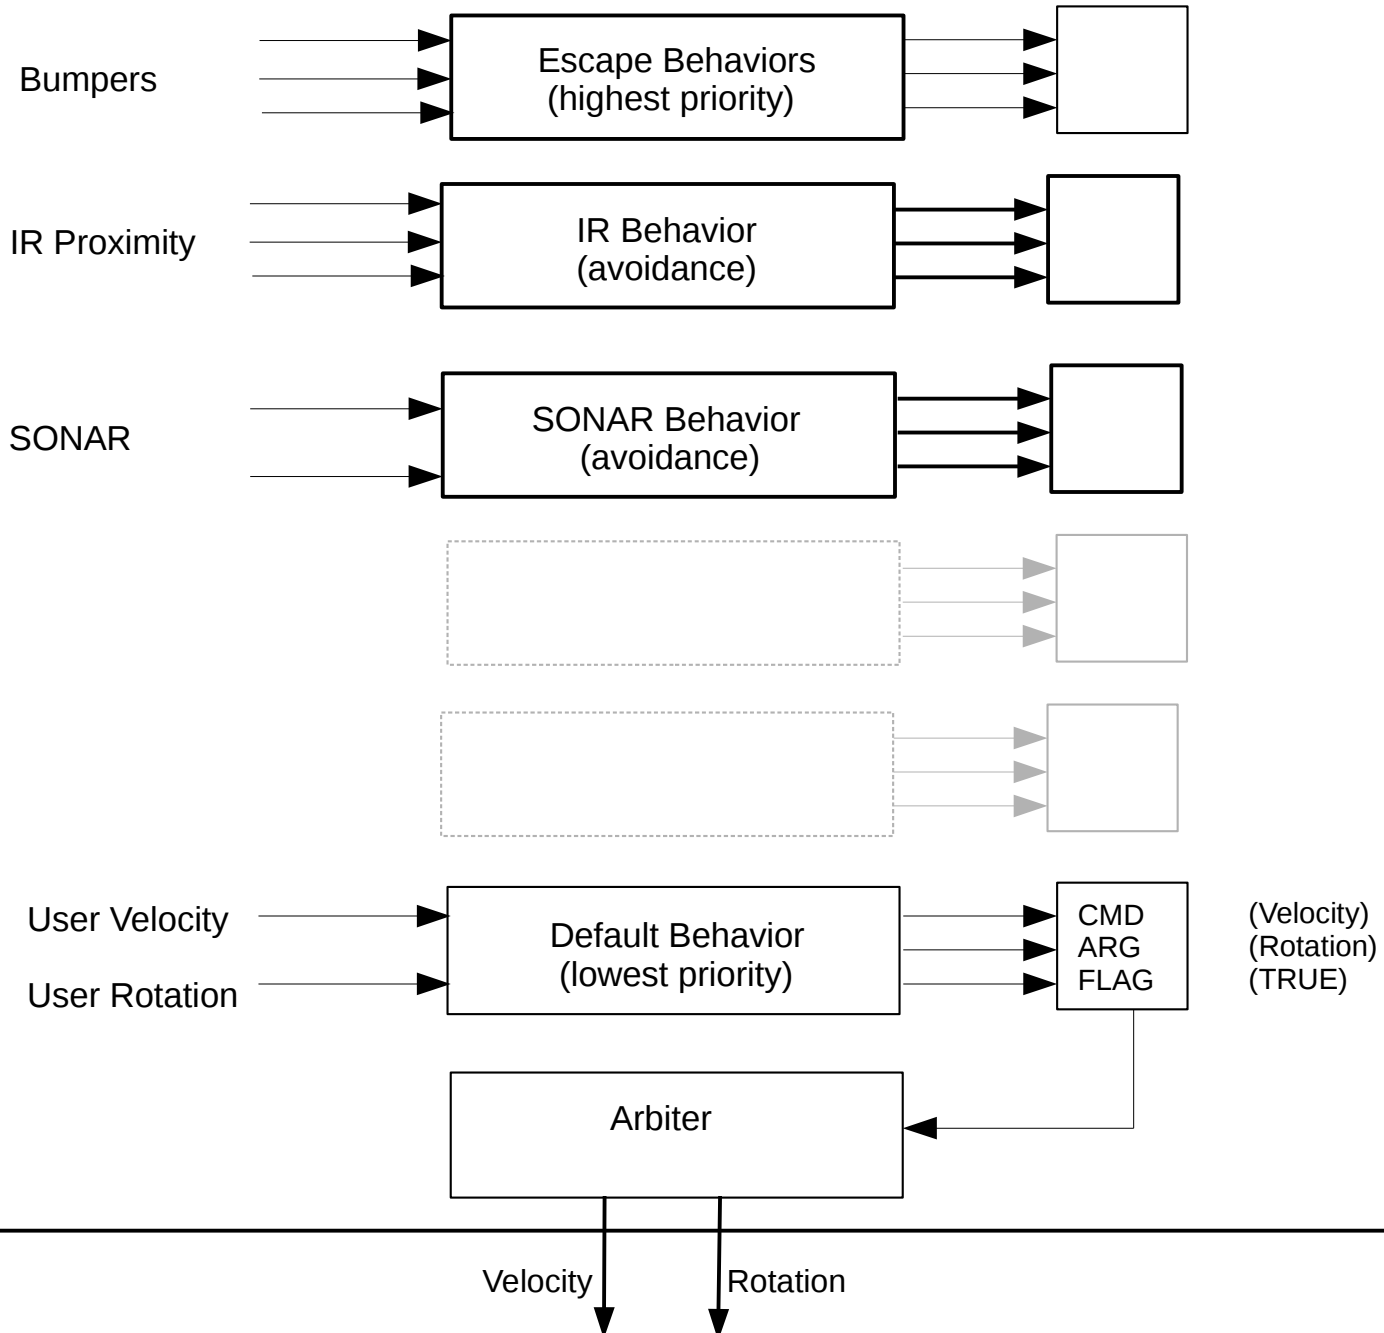 Bumpers
Escape Behaviors
(highest priority)
IR Proximity
IR Behavior
(avoidance)
SONAR
SONAR Behavior
(avoidance)
User Velocity
User Rotation
Default Behavior
(lowest priority)
CMD
ARG
FLAG
(Velocity)
(Rotation)
(TRUE)
Arbiter
Velocity
Rotation